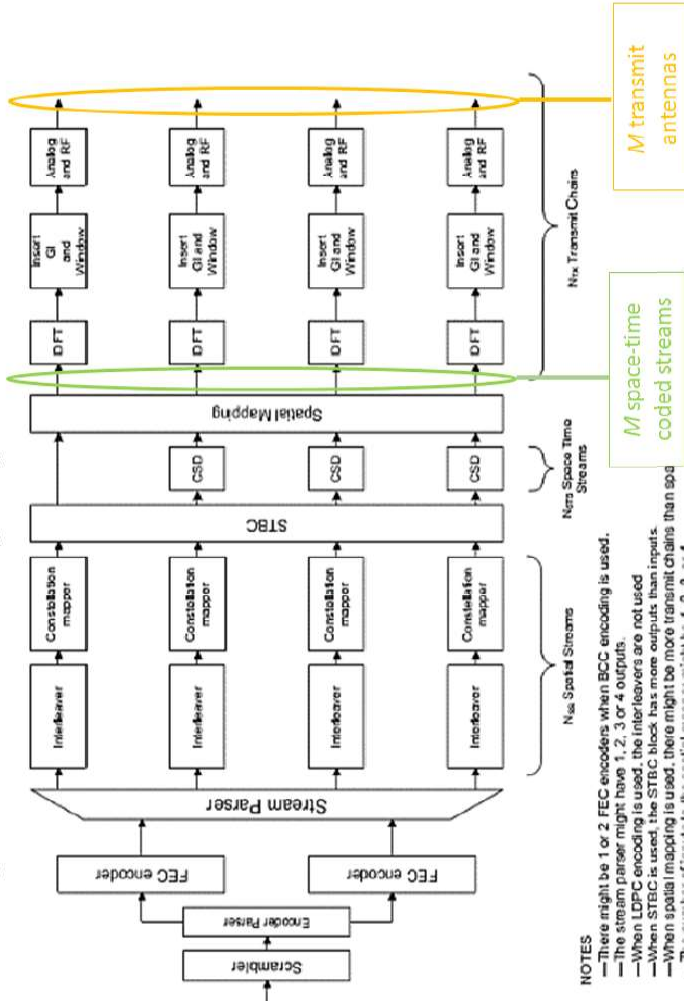 Scrambler
Encoder Parser
FEC encoder
FEC encoder
Stream Parser
Interleaver
Interleaver
Interleaver
Interleaver
Constellation
mapper
Constellation
mapper
Constellation
mapper
Constellation
mapper
STBC
CSD
CSD
CSD
Spatial Mapping
IDFT
IDFT
IDFT
IDFT
Insert
GI
and
Window
Insert
GI and
Window
Insert
GI and
Window
Insert
GI and
Window
Analog
and RF
Analog
and RF
Analog
and RF
Analog
and RF
NSS Spatial Streams
NSTS Space Time
Streams
NTX Transmit Chains
M space-time
coded streams
M transmit
antennas
NOTES
—There might be 1 or 2 FEC encoders when BCC encoding is used.
—The stream parser might have 1, 2, 3 or 4 outputs.
—When LDPC encoding is used, the interleavers are not used
—When STBC is used, the STBC block has more outputs than inputs.
—When spatial mapping is used, there might be more transmit chains than spa